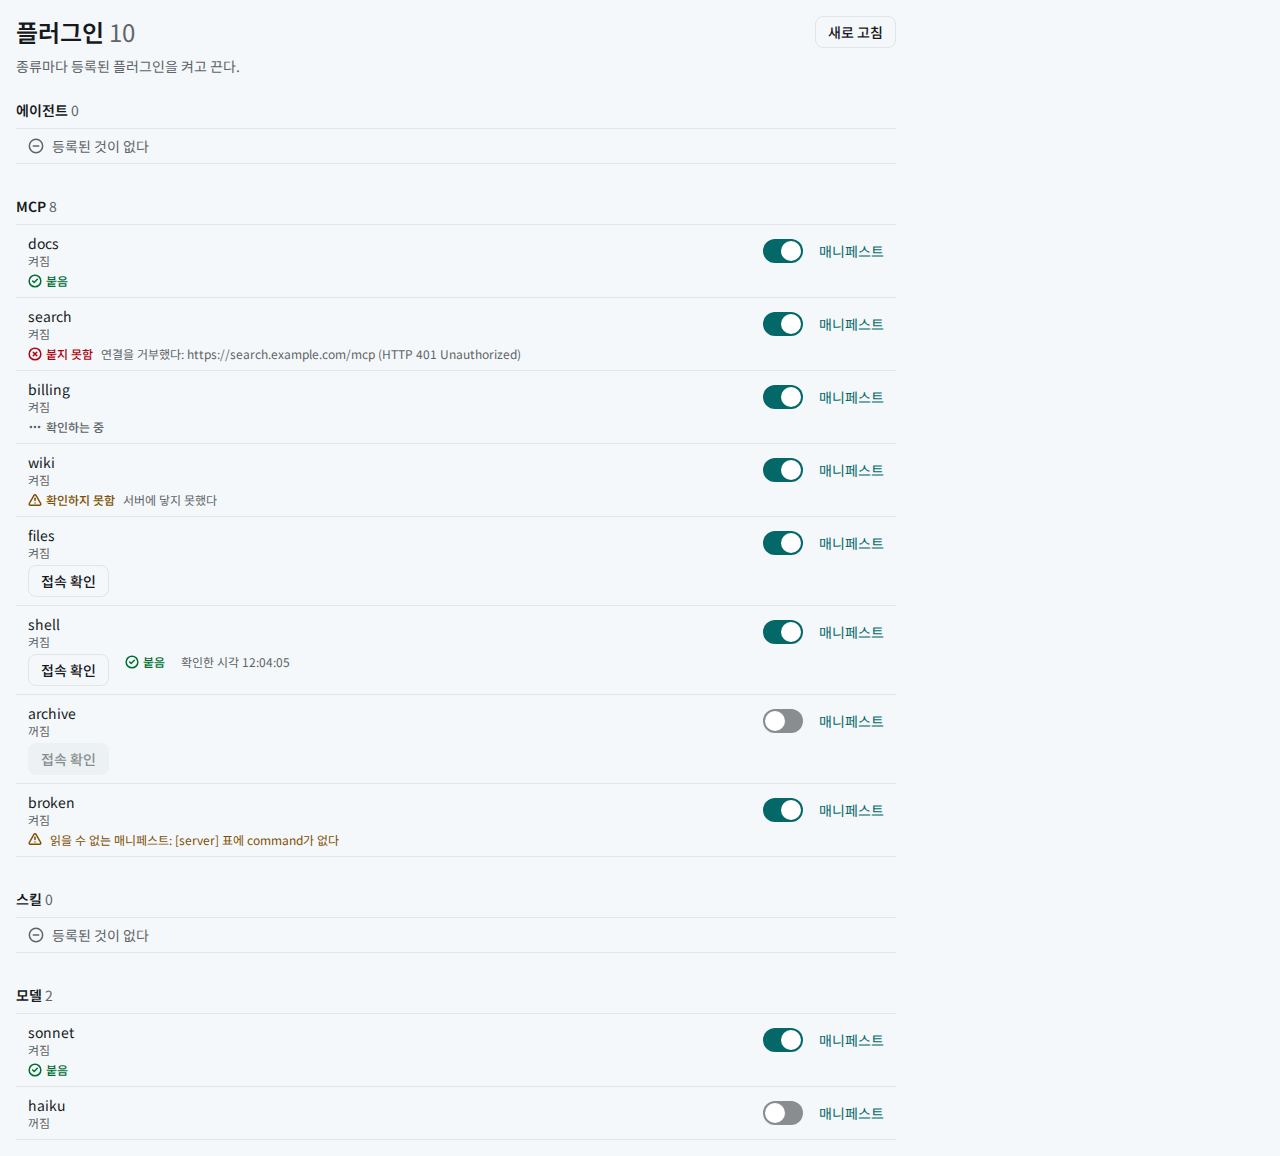 플러그인 10
새로 고침
종류마다 등록된 플러그인을 켜고 끈다.
에이전트 0
등록된 것이 없다
MCP 8
docs
켜짐
붙음
매니페스트
search
켜짐
붙지 못함 연결을 거부했다: https://search.example.com/mcp (HTTP 401 Unauthorized)
매니페스트
billing
켜짐
확인하는 중
매니페스트
wiki
켜짐
확인하지 못함 서버에 닿지 못했다
매니페스트
files
켜짐
접속 확인
매니페스트
shell
켜짐
접속 확인 붙음 확인한 시각 12:04:05
매니페스트
archive
꺼짐
접속 확인
매니페스트
broken
켜짐
읽을 수 없는 매니페스트: [server] 표에 command가 없다
매니페스트
스킬 0
등록된 것이 없다
모델 2
sonnet
켜짐
붙음
매니페스트
haiku
꺼짐
매니페스트